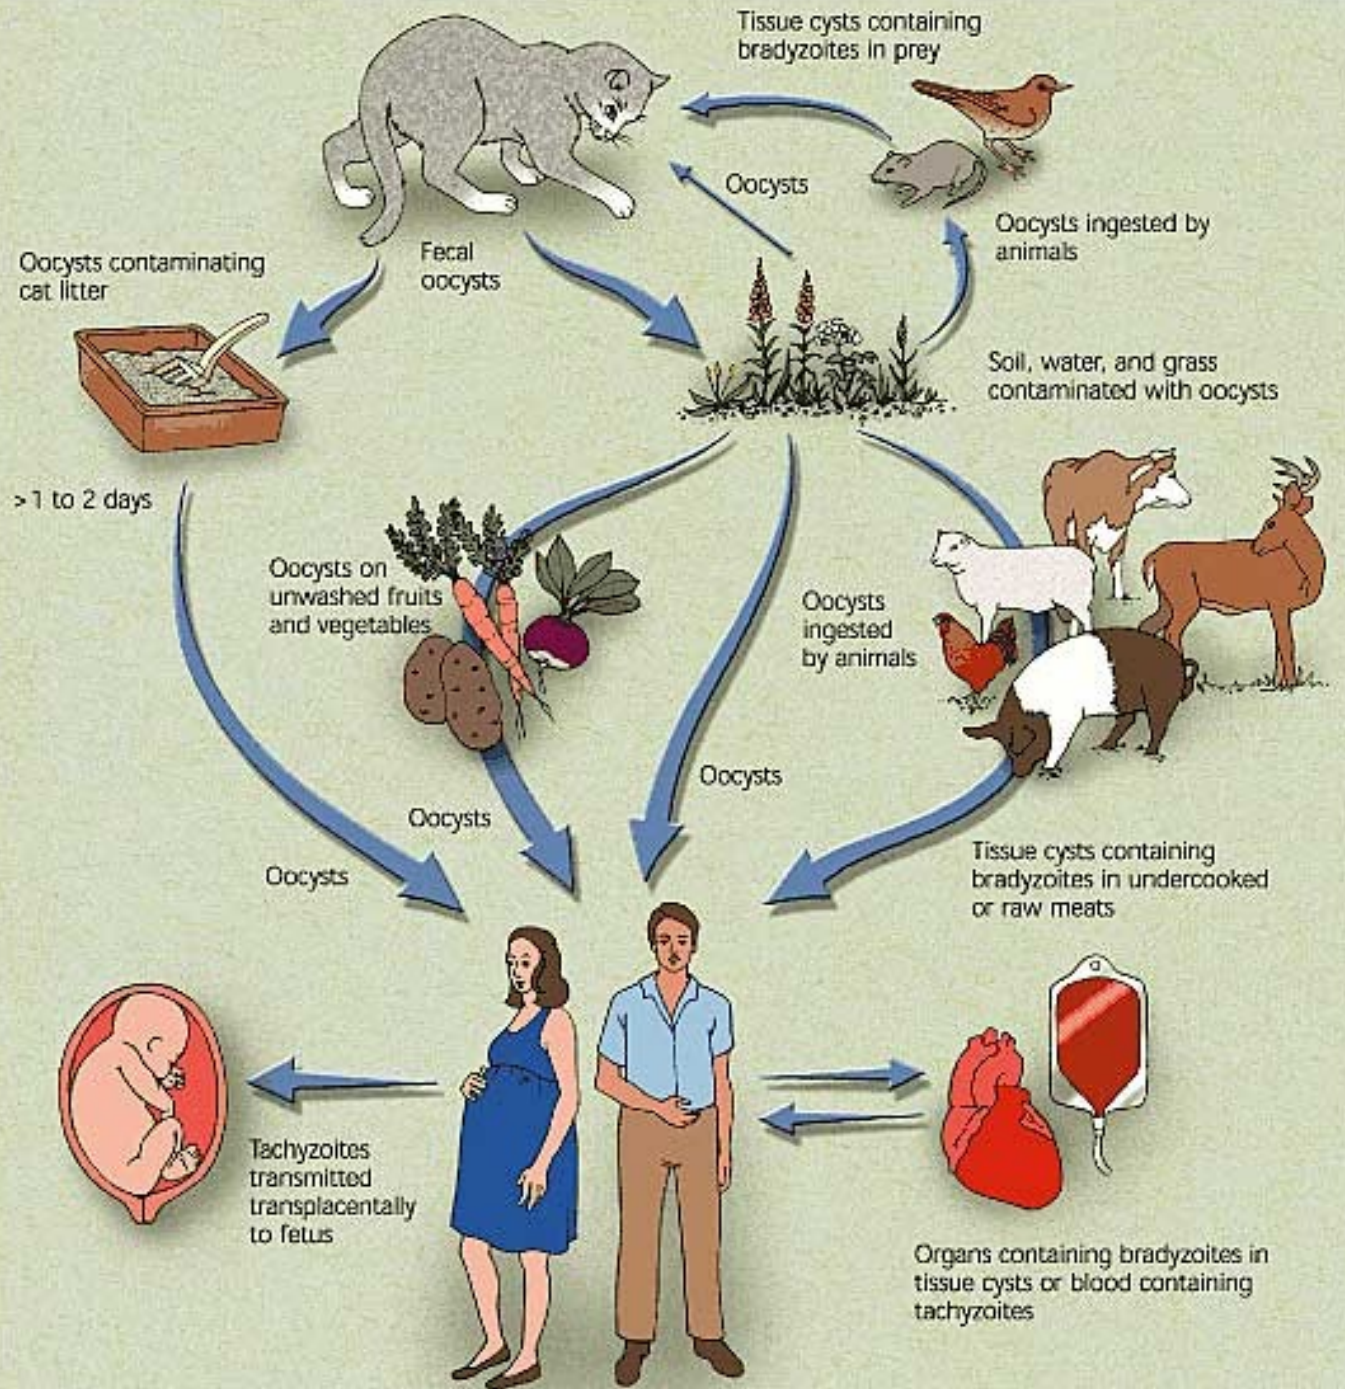 Tissue cysts containing
bradyzoites in prey
Oocysts
Oocysts ingested by
animals
Fecal
oocysts
Oocysts contaminating
cat litter
Soil, water, and grass
contaminated with oocysts
>1 to 2 days
Oocysts on
unwashed fruits
and vegetables
Oocysts
ingested
by animals
Oocysts
Oocysts
Oocysts
Tissue cysts containing
bradyzoites in undercooked
or raw meats
Tachyzoites
transmitted
transplacentally
to fetus
Organs containing bradyzoites in
tissue cysts or blood containing
tachyzoites